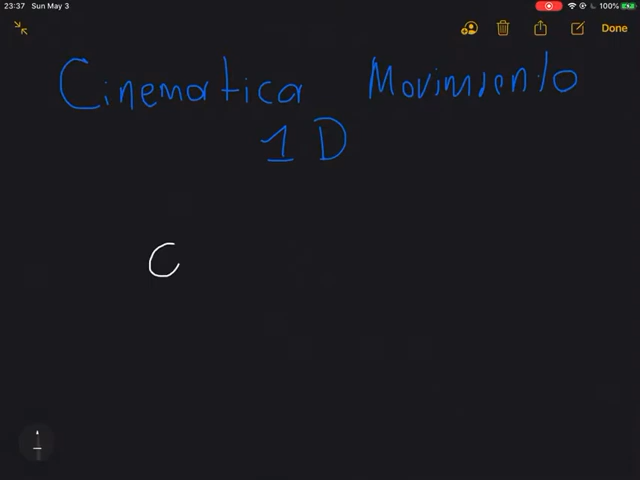 23:37 Sun May 3 100%
Done
Cinematica Movimiento
1 D
C